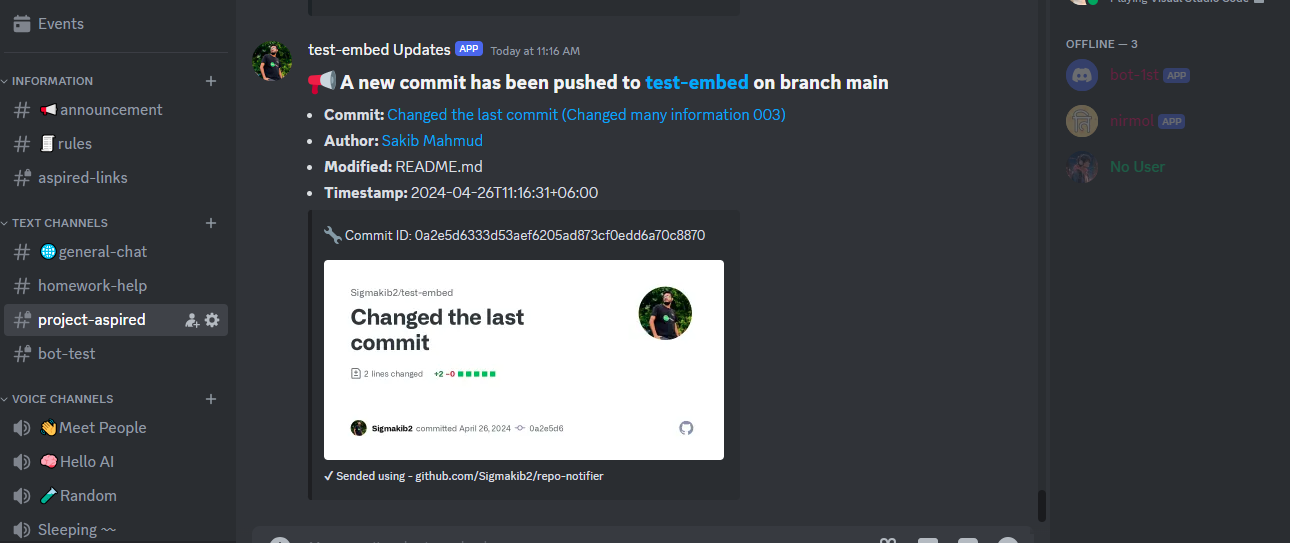 Events
INFORMATION
announcement
rules
aspired-links
TEXT CHANNELS
general-chat
homework-help
project-aspired
bot-test
VOICE CHANNELS
Meet People
Hello AI
Random
Sleeping
test-embed Updates APP Today at 11:16 AM
A new commit has been pushed to test-embed on branch main
Commit: Changed the last commit (Changed many information 003)
Author: Sakib Mahmud
Modified: README.md
Timestamp: 2024-04-26T11:16:31+06:00
Commit ID: 0a2e5d6333d53aef6205ad873cf0edd6a70c8870
Sigmakib2/test-embed
Changed the last
commit
2 lines changed +2 -0
Sigmakib2 committed April 26, 2024 0a2e5d6
✓ Sended using - github.com/Sigmakib2/repo-notifier
Playing Visual Studio Code
OFFLINE — 3
bot-1st APP
nirmol APP
No User